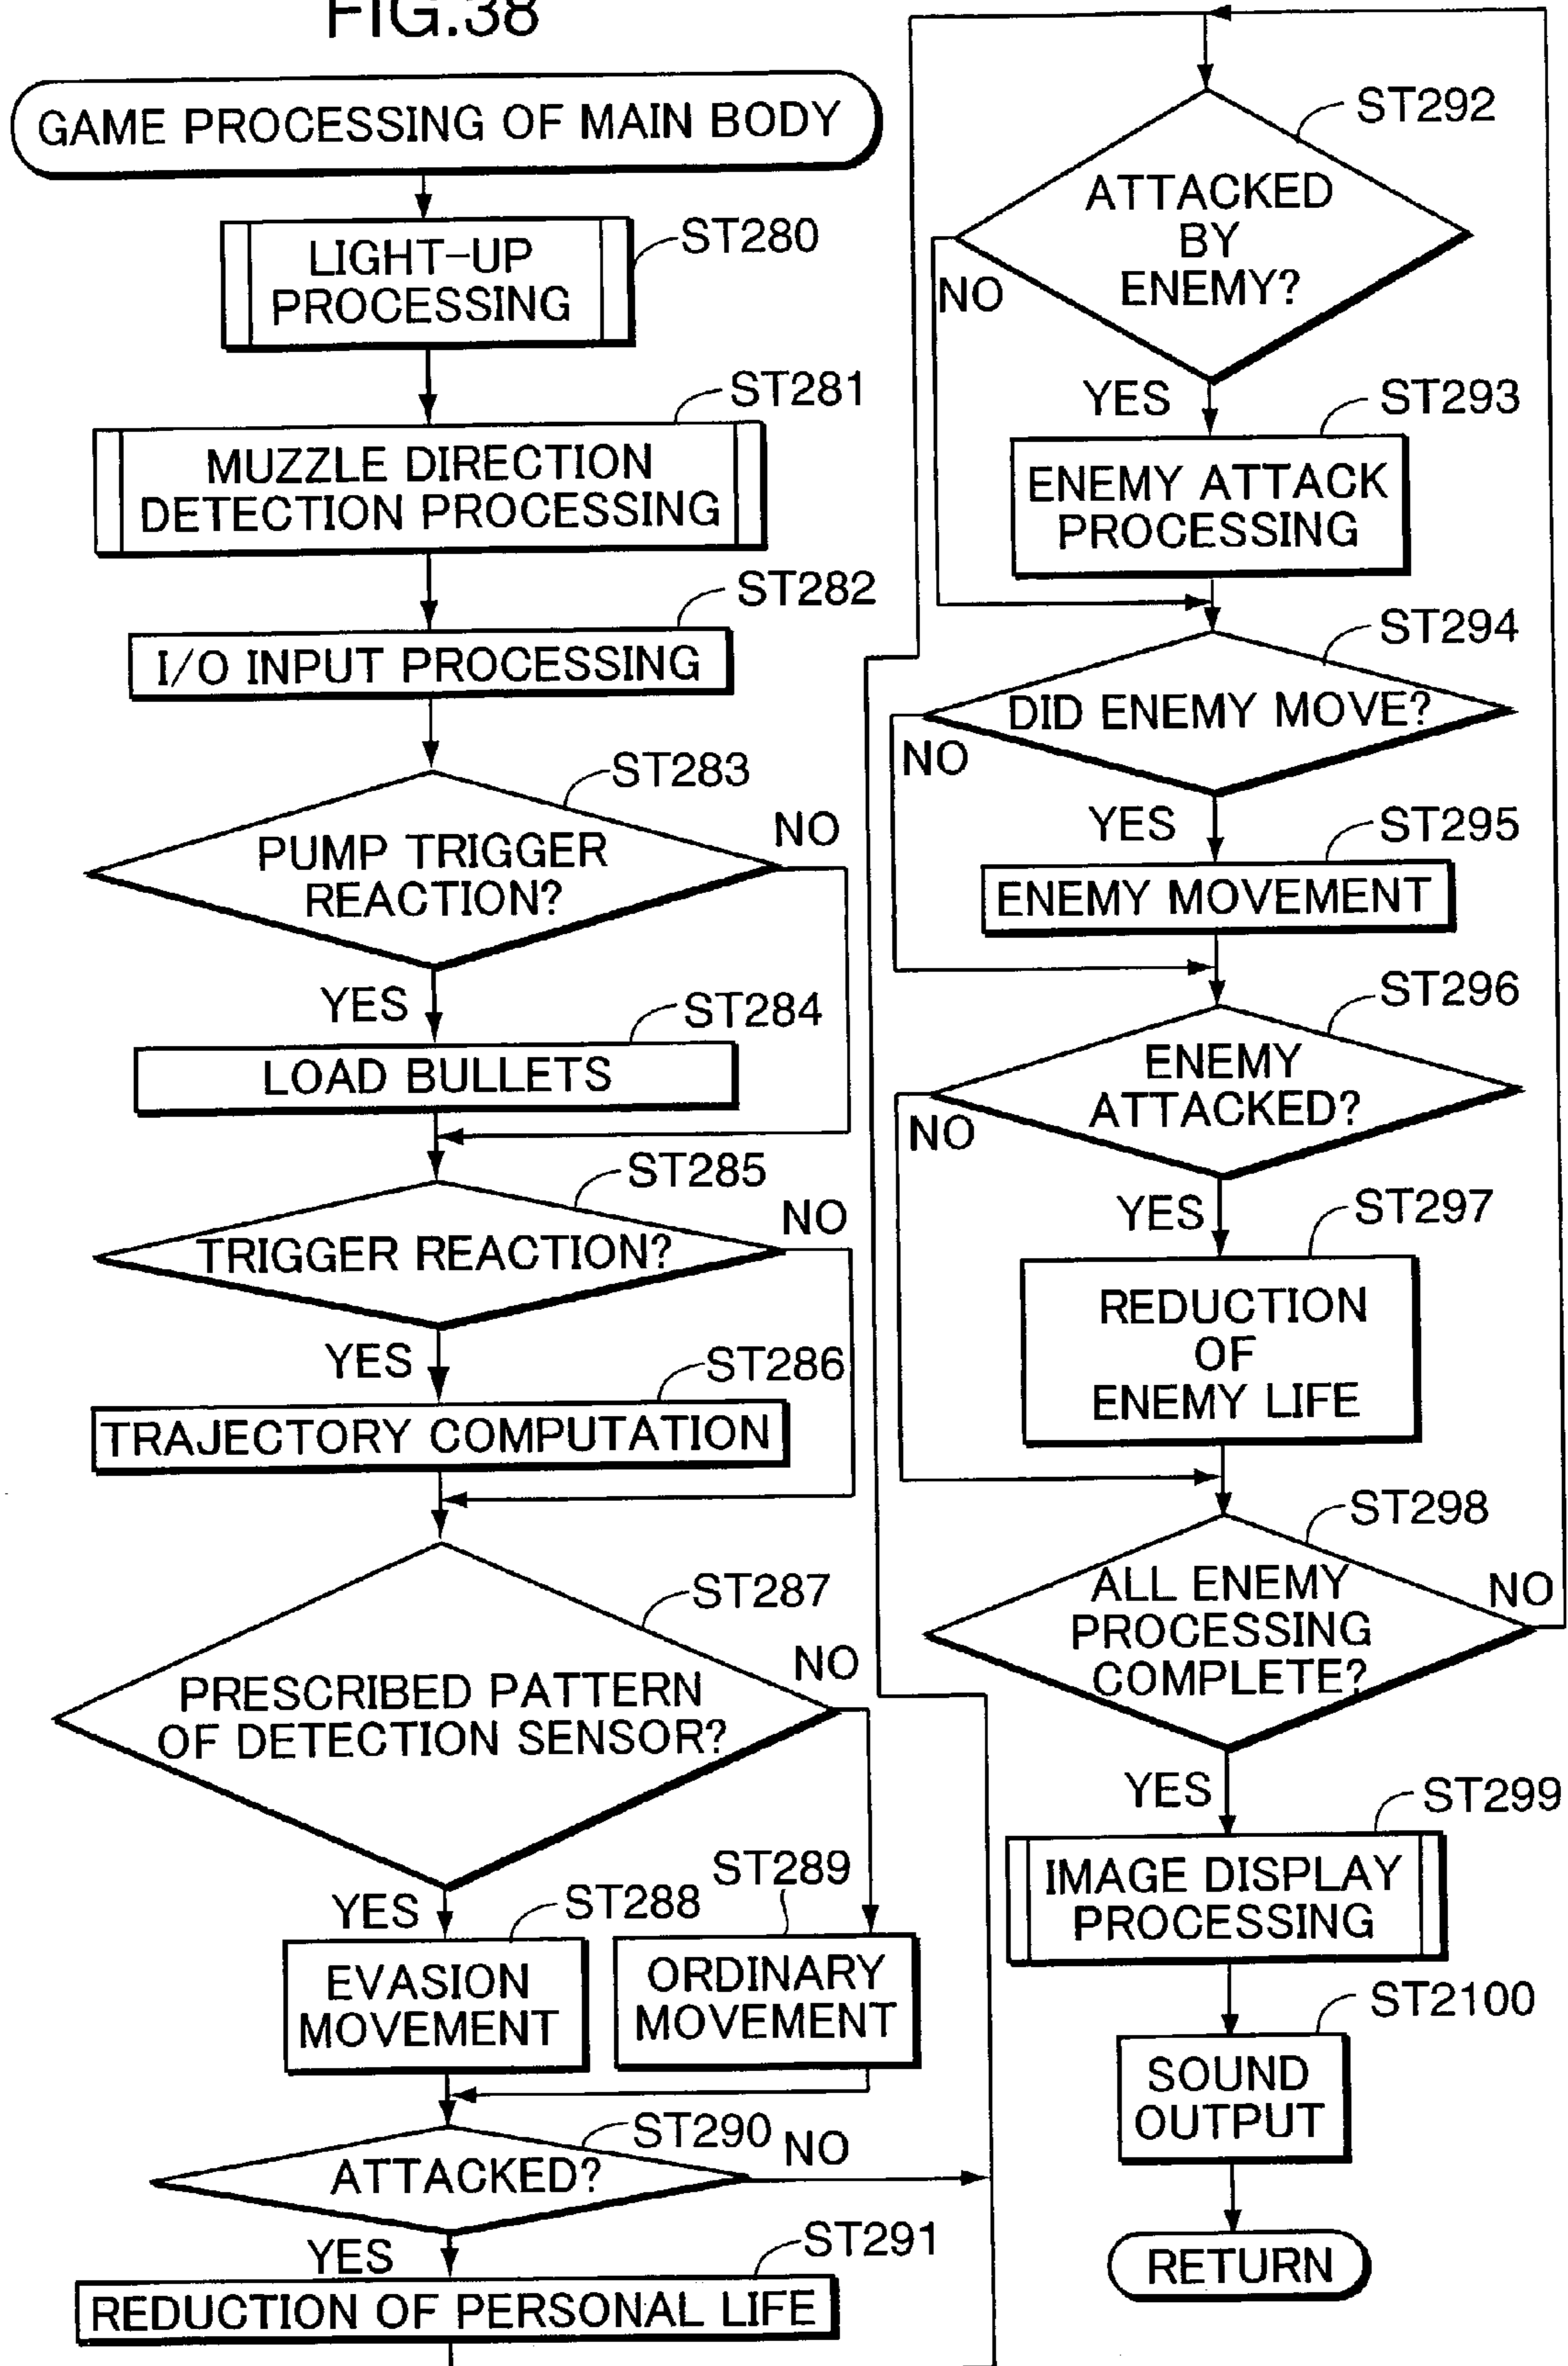 FIG.38
GAME PROCESSING OF MAIN BODY
LIGHT-UP
PROCESSING
ST280
MUZZLE DIRECTION
DETECTION PROCESSING
ST281
I/O INPUT PROCESSING
ST282
PUMP TRIGGER
REACTION?
ST283
NO
YES
LOAD BULLETS
ST284
TRIGGER REACTION?
ST285
NO
YES
TRAJECTORY COMPUTATION
ST286
PRESCRIBED PATTERN
OF DETECTION SENSOR?
ST287
NO
YES
EVASION
MOVEMENT
ST288
ORDINARY
MOVEMENT
ST289
ATTACKED?
ST290
NO
YES
REDUCTION OF PERSONAL LIFE
ST291
ATTACKED
BY
ENEMY?
ST292
NO
YES
ENEMY ATTACK
PROCESSING
ST293
DID ENEMY MOVE?
ST294
NO
YES
ENEMY MOVEMENT
ST295
ENEMY
ATTACKED?
ST296
NO
YES
REDUCTION
OF
ENEMY LIFE
ST297
ALL ENEMY
PROCESSING
COMPLETE?
ST298
NO
YES
IMAGE DISPLAY
PROCESSING
ST299
SOUND
OUTPUT
ST2100
RETURN